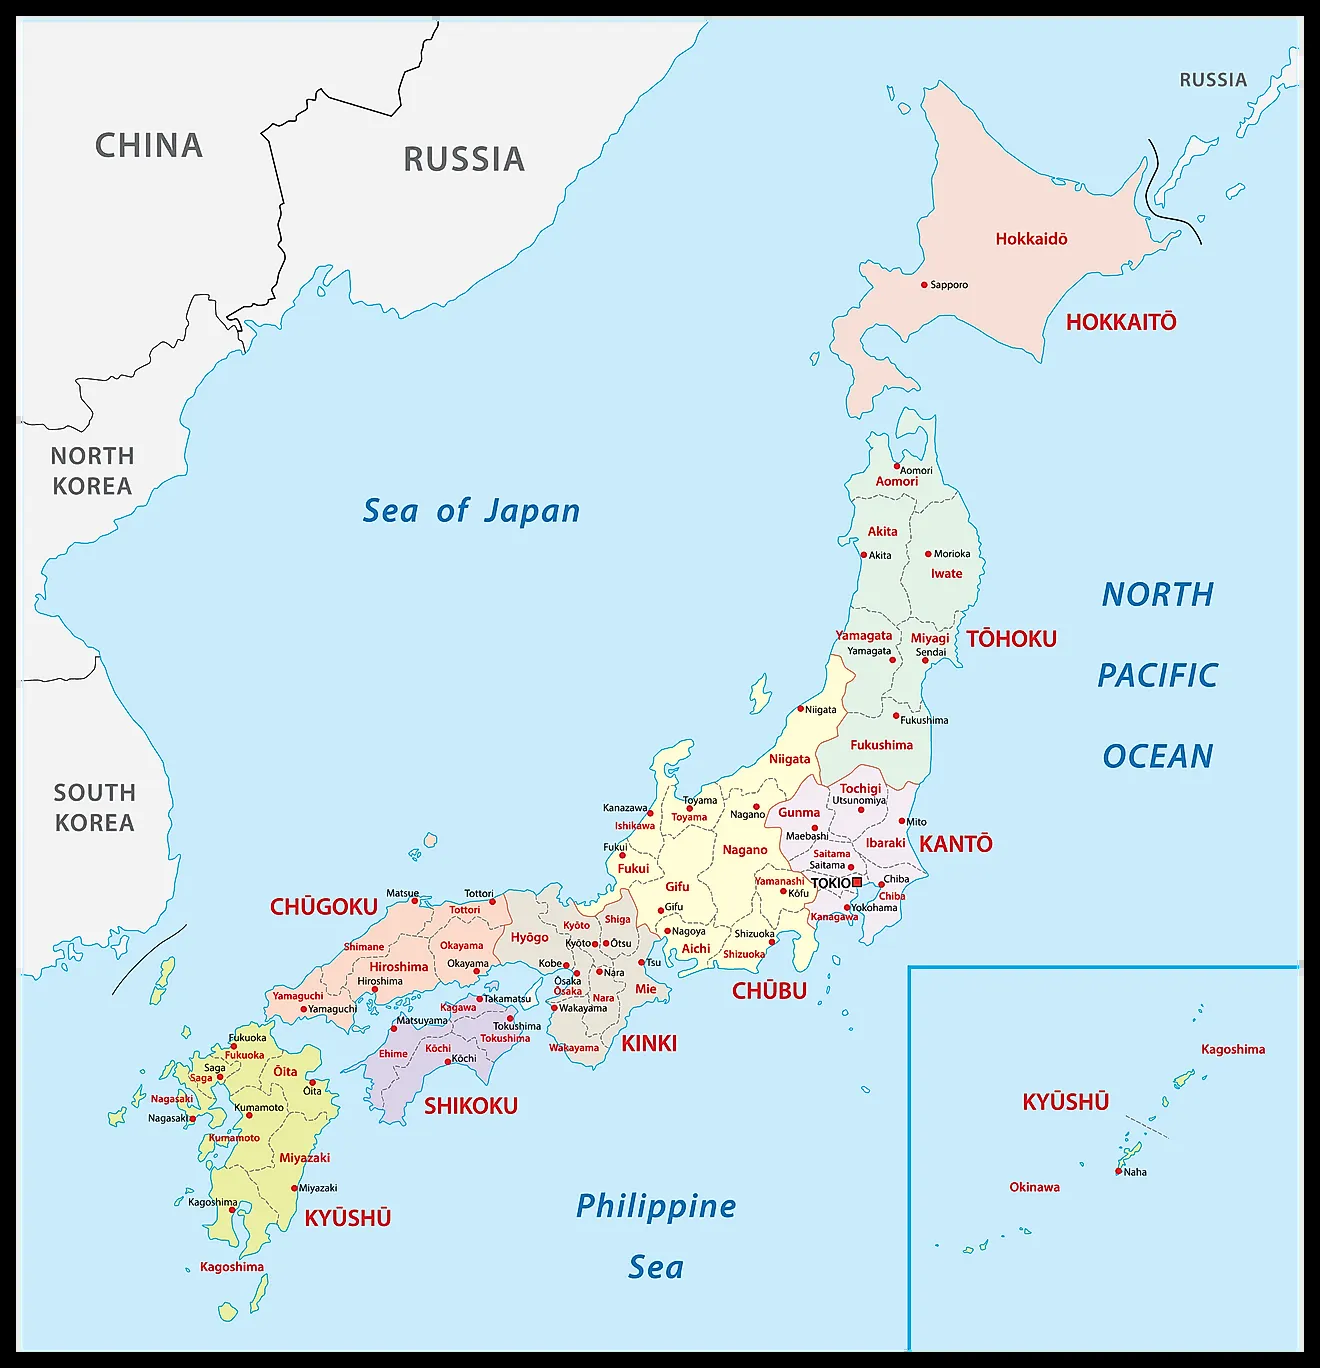 RUSSIA
CHINA
RUSSIA
Hokkaidō
Sapporo
HOKKAITŌ
NORTH
KOREA
Sea of Japan
Aomori
Aomori
Akita
Akita
Morioka
Iwate
NORTH
PACIFIC
OCEAN
Yamagata
Yamagata
Miyagi
Sendai
TŌHOKU
Niigata
Niigata
Fukushima
Fukushima
SOUTH
KOREA
Kanazawa
Ishikawa
Toyama
Toyama
Nagano
Nagano
Gunma
Maebashi
Tochigi
Utsunomiya
Mito
Ibaraki
KANTŌ
Saitama
Saitama
Fukui
Fukui
Gifu
Gifu
Yamanashi
Kōfu
TOKIO
Chiba
Chiba
Yokohama
Kanagawa
CHŪGOKU
Matsue
Tottori
Tottori
Shimane
Okayama
Okayama
Hiroshima
Hiroshima
Yamaguchi
Yamaguchi
Hyōgo
Kobe
Kyōto
Kyōto
Shiga
Ōtsu
Nagoya
Aichi
Shizuoka
Shizuoka
CHŪBU
Tsu
Mie
Nara
Nara
Ōsaka
Ōsaka
Wakayama
Wakayama
KINKI
Takamatsu
Kagawa
Matsuyama
Tokushima
Tokushima
Ehime
Kōchi
Kōchi
SHIKOKU
Fukuoka
Fukuoka
Saga
Saga
Ōita
Ōita
Nagasaki
Nagasaki
Kumamoto
Kumamoto
Miyazaki
Miyazaki
Kagoshima
KYŪSHŪ
Kagoshima
Philippine
Sea
Kagoshima
KYŪSHŪ
Naha
Okinawa